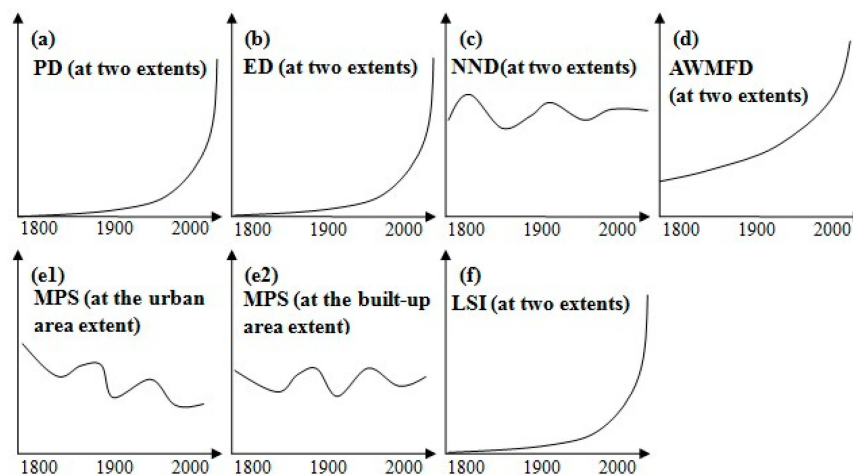 (a)
PD (at two extents)
1800 1900 2000
(b)
ED (at two extents)
1800 1900 2000
(c)
NND(at two extents)
1800 1900 2000
(d)
AWMFD
(at two extents)
1800 1900 2000
(e1)
MPS (at the urban
area extent)
1800 1900 2000
(e2)
MPS (at the built-up
area extent)
1800 1900 2000
(f)
LSI (at two extents)
1800 1900 2000